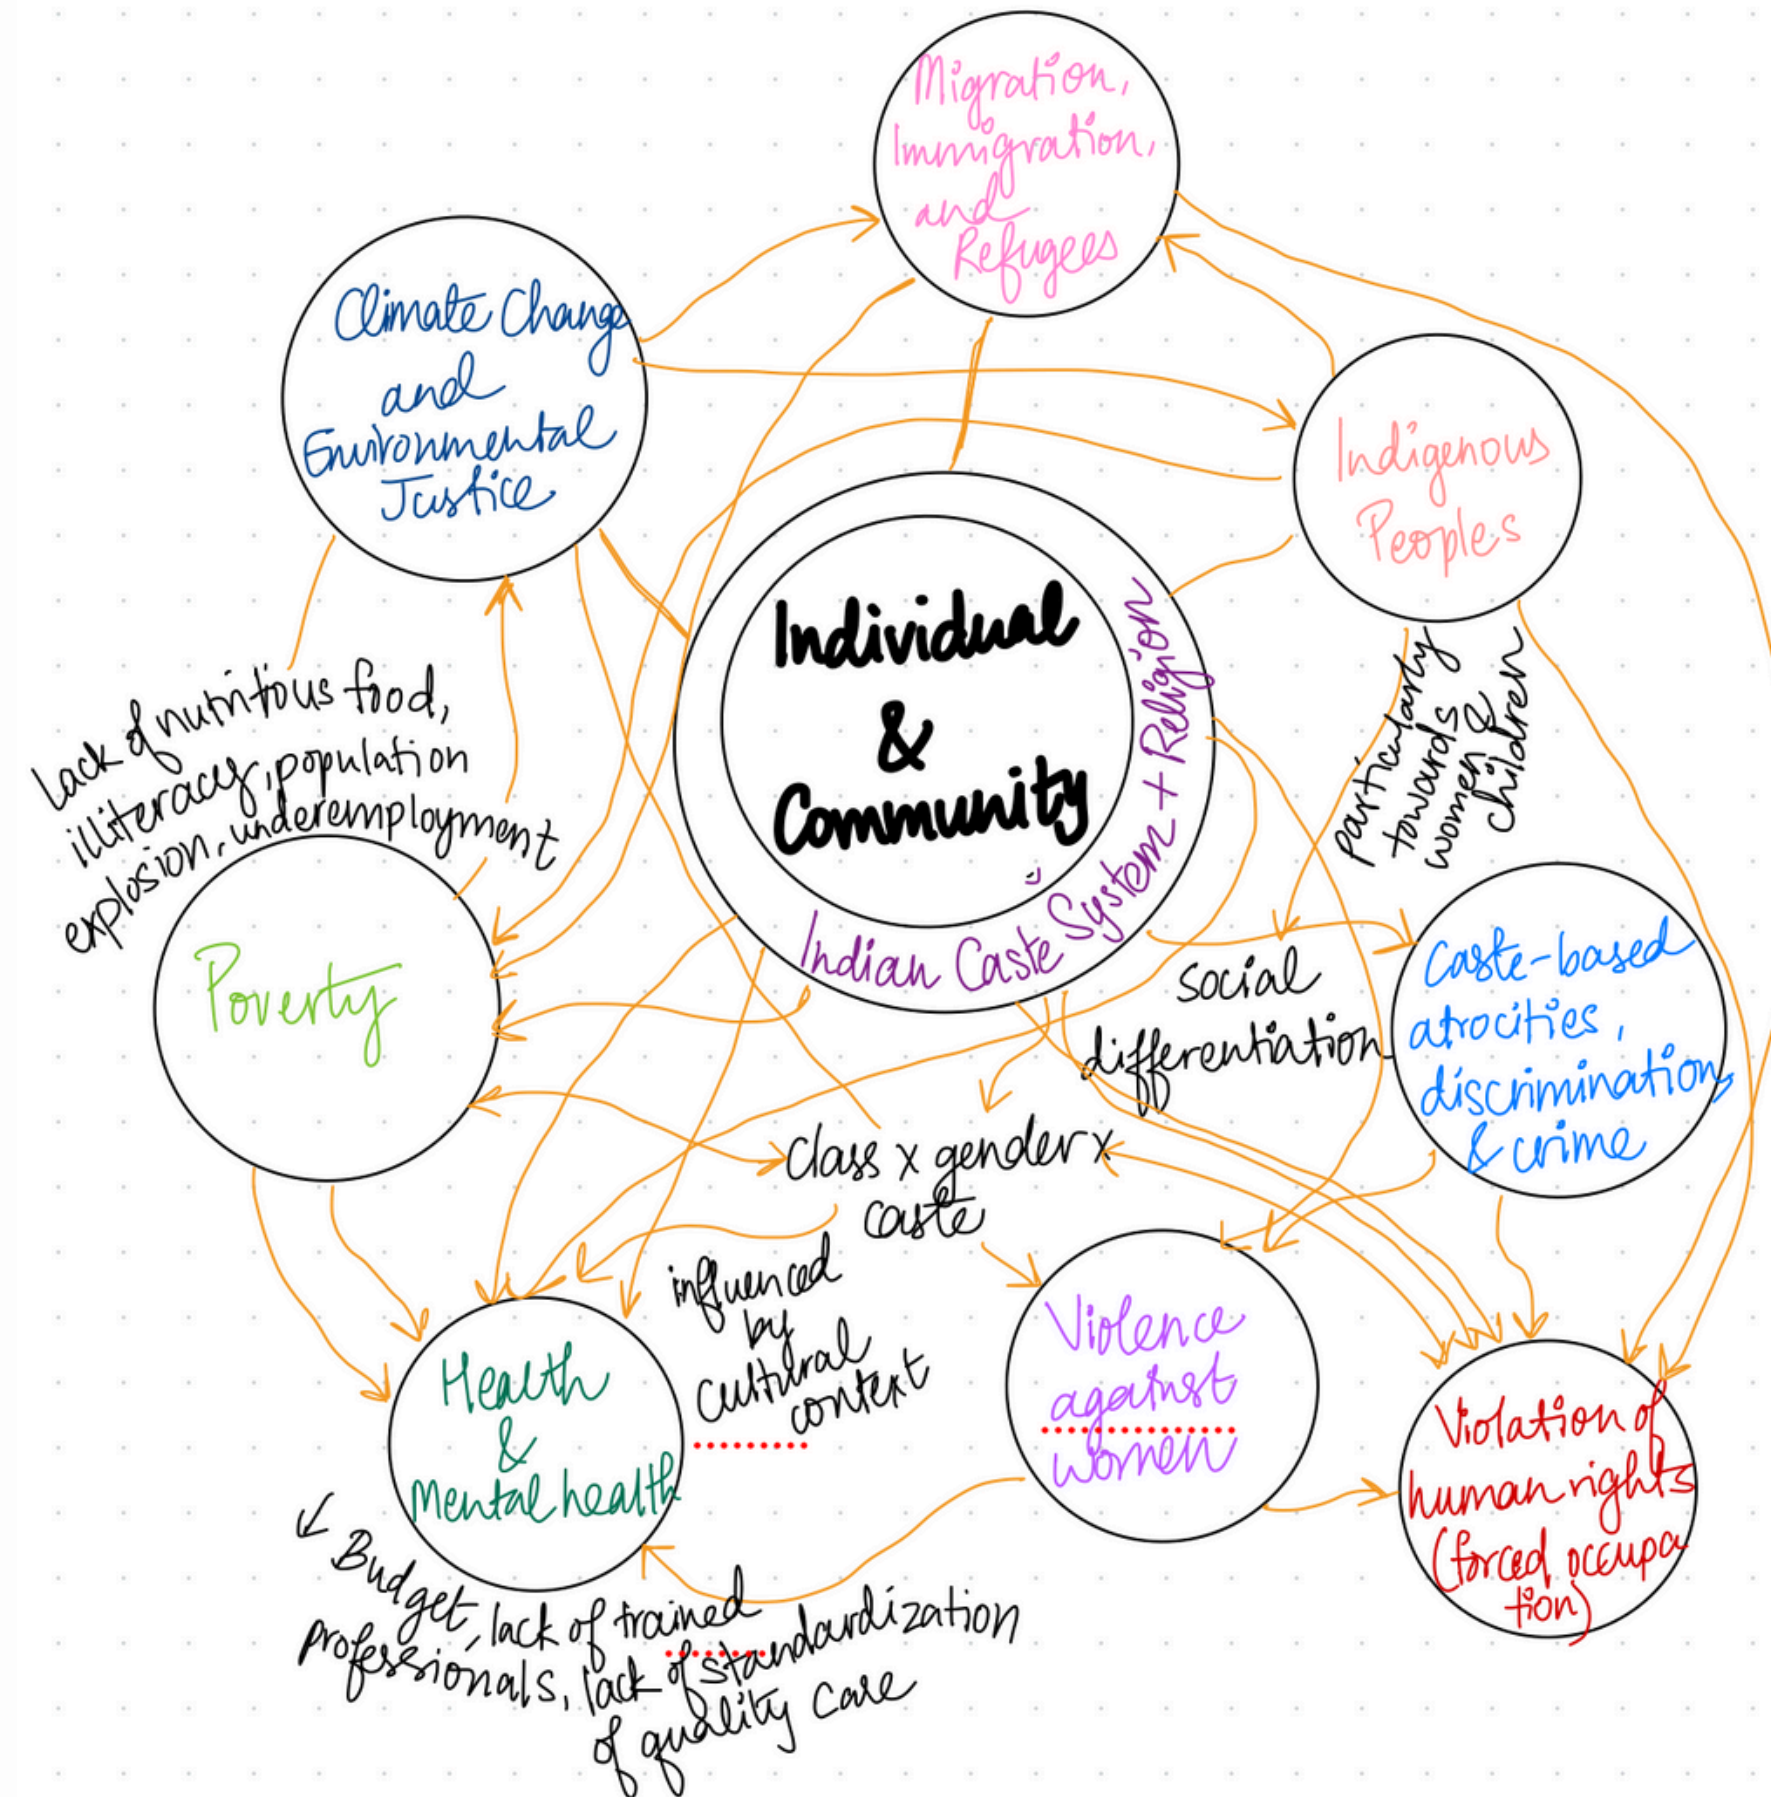 Migration,
Immigration,
and
Refugees
Climate Change
and
Environmental
Justice
Indigenous
Peoples
Individual
&
Community
Indian Caste System + Religion
particularly
towards
women &
children
lack of nutritious food,
illiteracy, population
explosion, underemployment
Poverty
social
differentiation
Caste-based
atrocities,
discrimination,
& crime
Class x gender x
caste
influenced
by
cultural
context
Health
&
Mental health
Violence
against
women
Violation of
human rights
(forced occupa
tion)
Budget, lack of trained
professionals, lack of standardization
of quality care